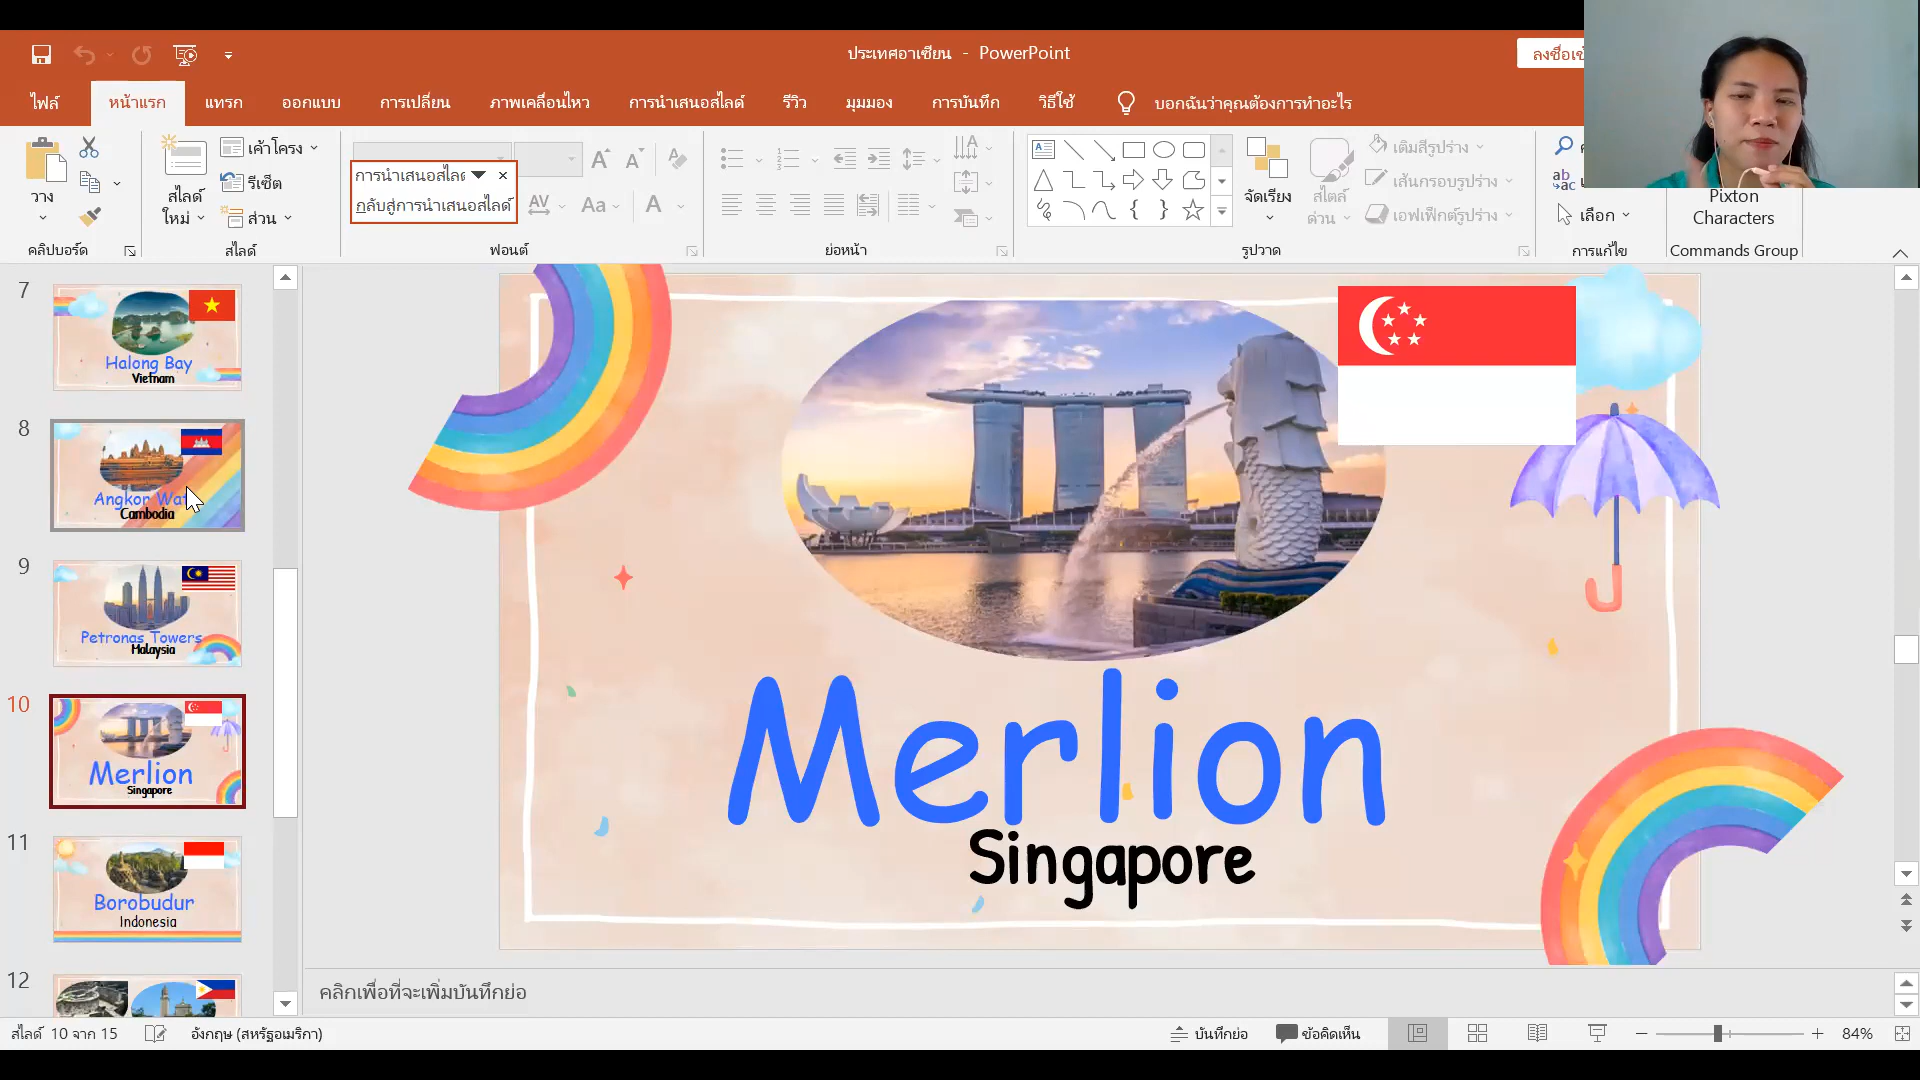 ประเทศอาเซียน - PowerPoint
ไฟล์ หน้าแรก แทรก ออกแบบ การเปลี่ยน ภาพเคลื่อนไหว การนำเสนอสไลด์ รีวิว มุมมอง การบันทึก วิธีใช้ บอกฉันว่าคุณต้องการทำอะไร
วาง
คลิปบอร์ด
สไลด์
ใหม่
เค้าโครง
รีเซ็ต
ส่วน
สไลด์
การนำเสนอสไลด์
กลับสู่การนำเสนอสไลด์
ฟอนต์
ย่อหน้า
จัดเรียง
สไตล์
ด่วน
เติมสีรูปร่าง
เส้นกรอบรูปร่าง
เอฟเฟ็กต์รูปร่าง
รูปวาด
เลือก
การแก้ไข
Pixton
Characters
Commands Group
7
Halong Bay
Vietnam
8
Angkor Wat
Cambodia
9
Petronas Towers
Malaysia
10
Merlion
Singapore
11
Borobudur
Indonesia
12
Merlion
Singapore
คลิกเพื่อที่จะเพิ่มบันทึกย่อ
สไลด์ 10 จาก 15 อังกฤษ (สหรัฐอเมริกา) บันทึกย่อ ข้อคิดเห็น 84%